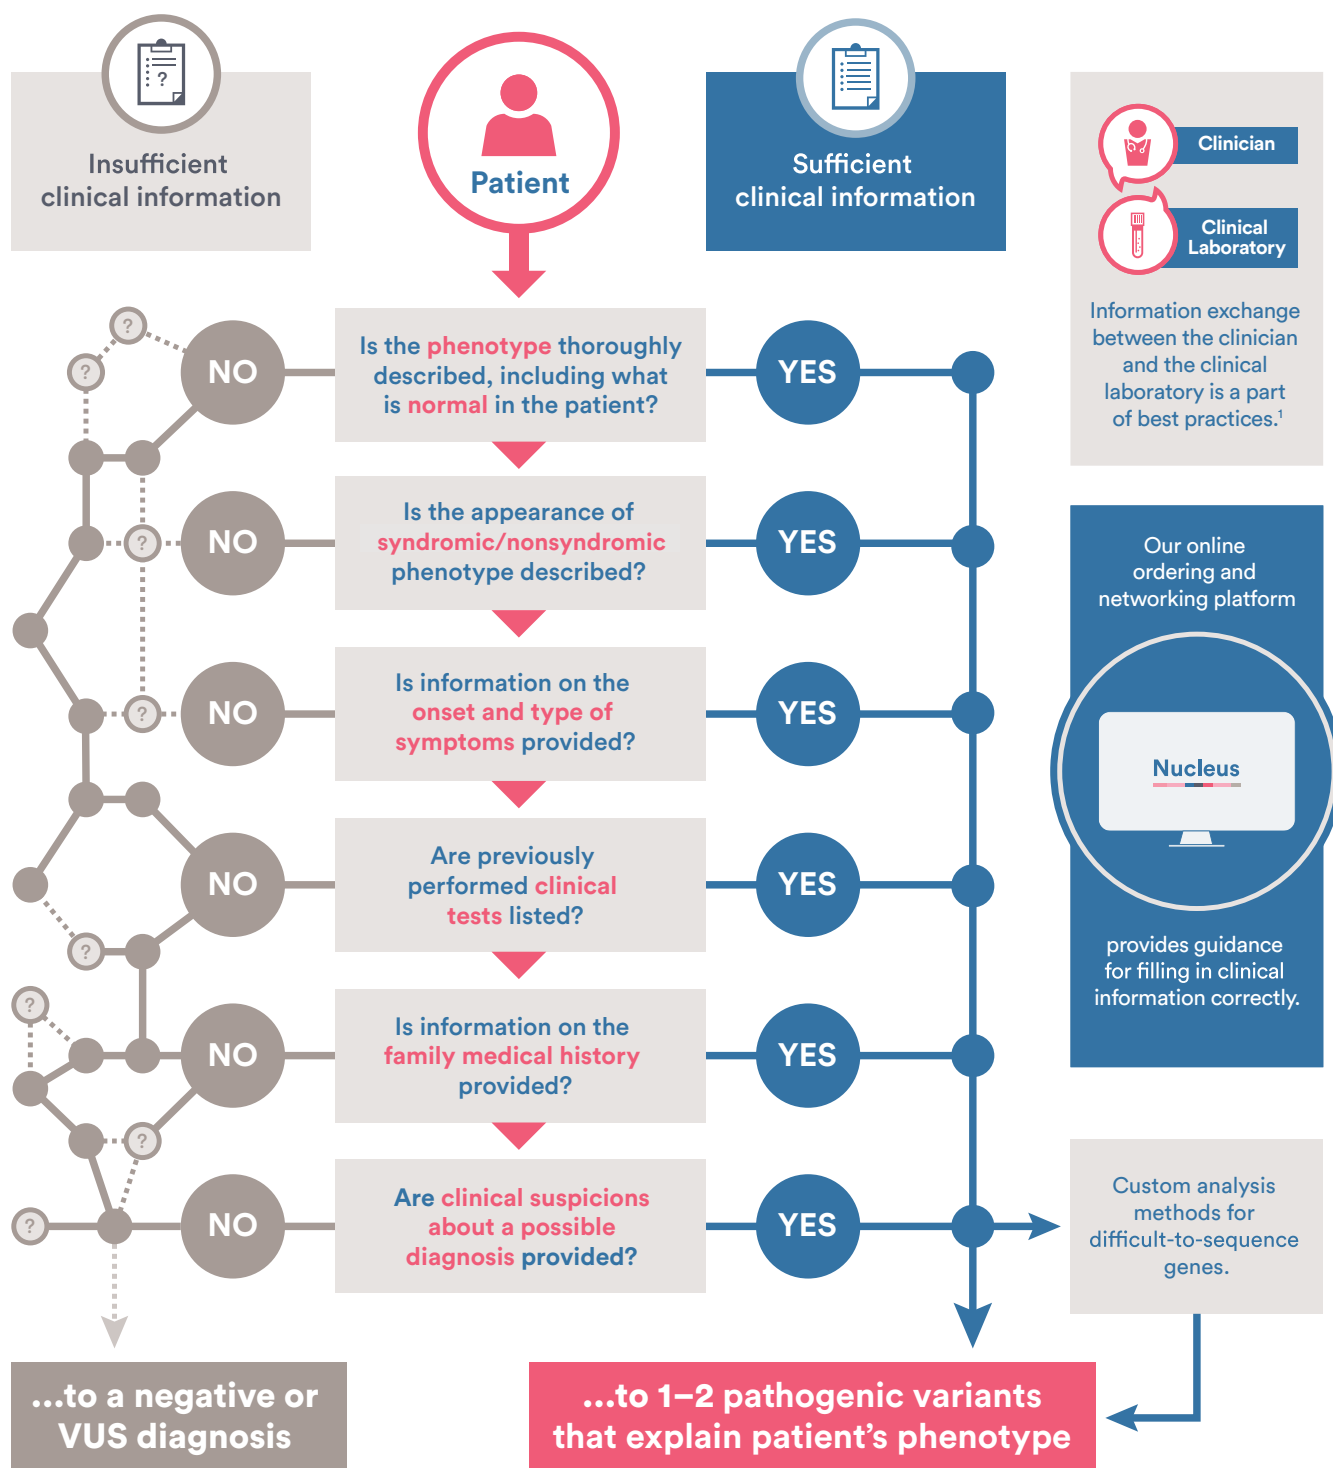 ?
Insufficient
clinical information
Patient
Sufficient
clinical information
Clinician
Clinical
Laboratory
Information exchange
between the clinician
and the clinical
laboratory is a part
of best practices.¹
?
?
NO
Is the phenotype thoroughly
described, including what
is normal in the patient?
YES
?
NO
Is the appearance of
syndromic/nonsyndromic
phenotype described?
YES
Our online
ordering and
networking platform
Nucleus
provides guidance
for filling in clinical
information correctly.
?
NO
Is information on the
onset and type of
symptoms provided?
YES
?
NO
Are previously
performed clinical
tests listed?
YES
?
NO
Is information on the
family medical history
provided?
YES
?
?
NO
Are clinical suspicions
about a possible
diagnosis provided?
YES
Custom analysis
methods for
difficult-to-sequence
genes.
...to a negative or
VUS diagnosis
...to 1–2 pathogenic variants
that explain patient's phenotype